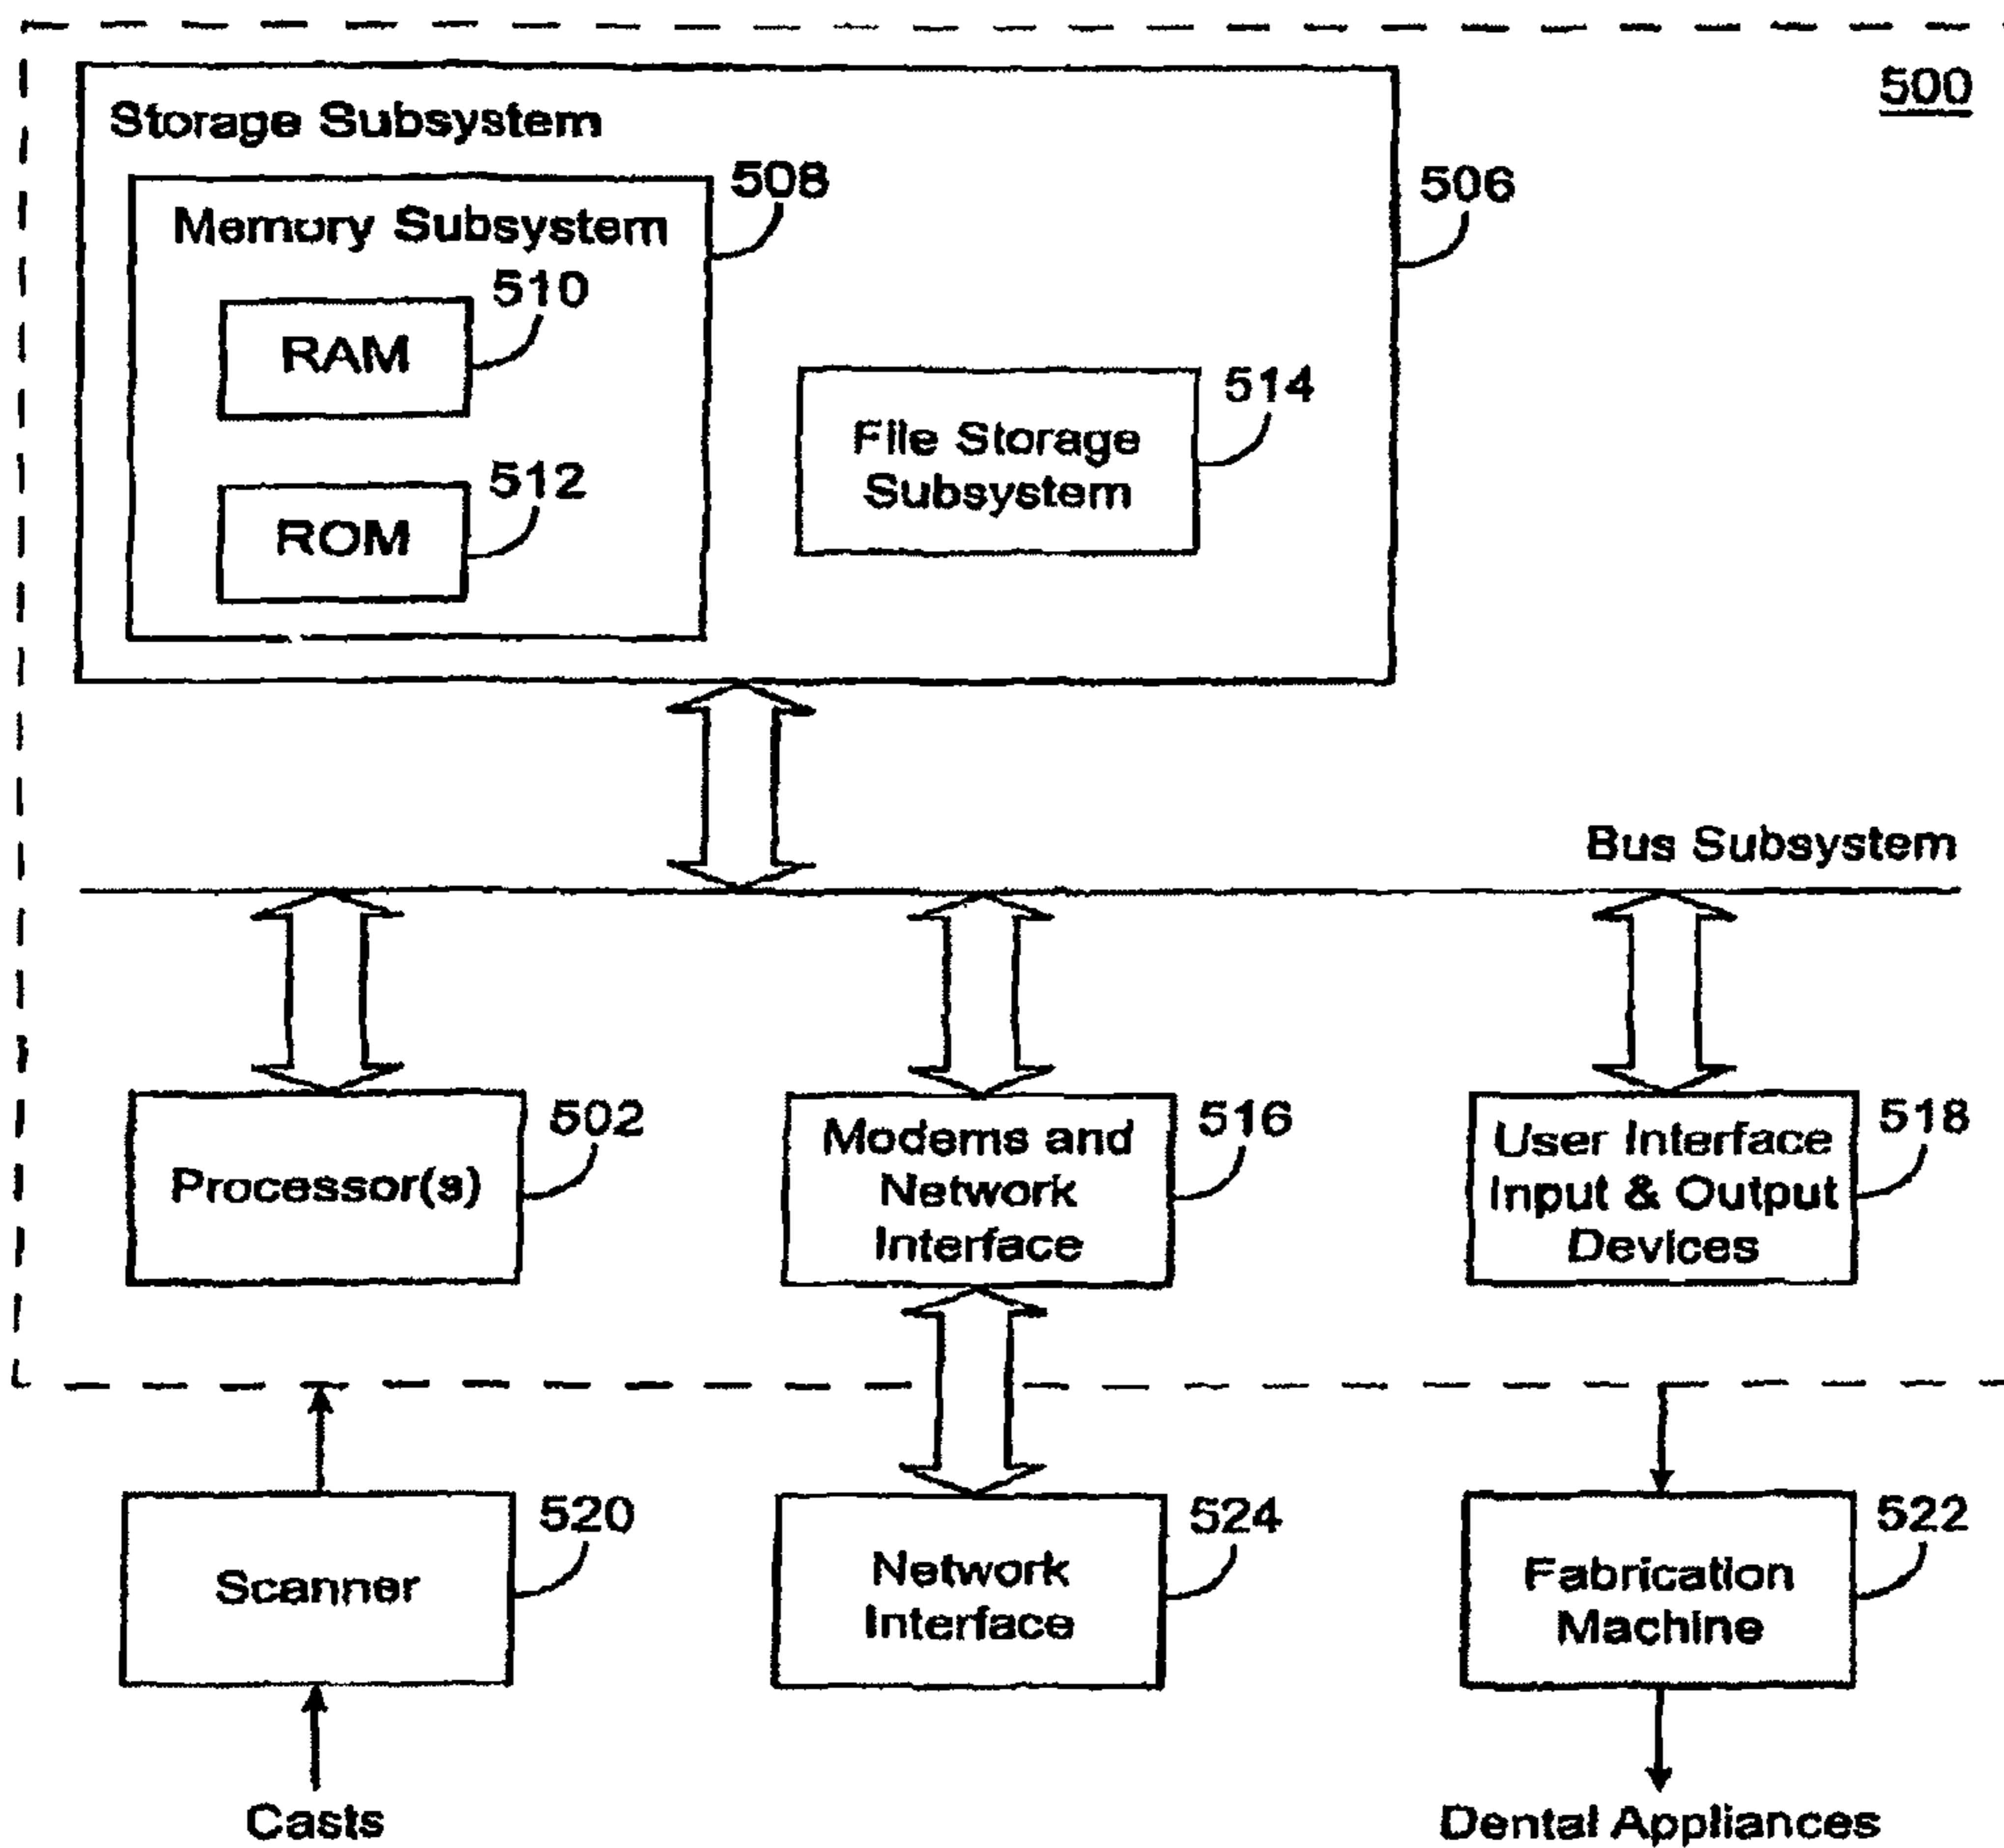 500
Storage Subsystem
508
506
Memory Subsystem
510
RAM
514
File Storage
Subsystem
512
ROM
Bus Subsystem
502
Processor(s)
516
Modems and
Network
Interface
518
User Interface
Input & Output
Devices
520
Scanner
524
Network
Interface
522
Fabrication
Machine
Casts
Dental Appliances